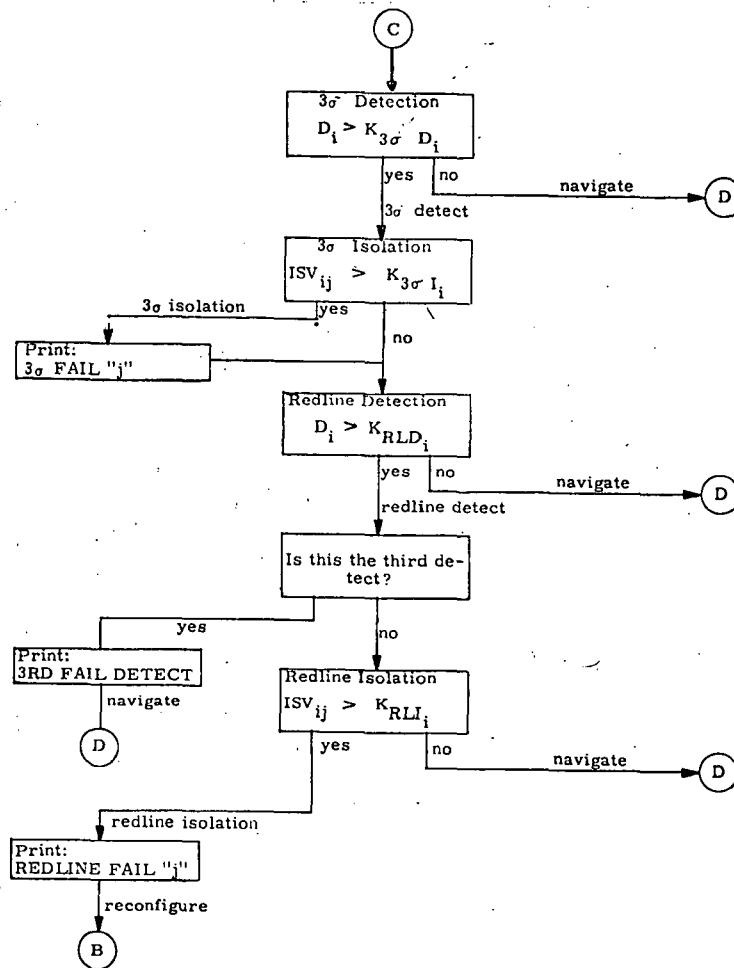 C
3σ Detection
D_i > K_3σ D_i
yes no
navigate
D
3σ detect
3σ Isolation
ISV_ij > K_3σ I_i
3σ isolation
yes
no
Print:
3σ FAIL "j"
Redline Detection
D_i > K_RLD_i
yes no
navigate
D
redline detect
Is this the third de-
tect?
yes
no
Print:
3RD FAIL DETECT
navigate
D
Redline Isolation
ISV_ij > K_RLI_i
yes
no
navigate
D
redline isolation
Print:
REDLINE FAIL "j"
reconfigure
B